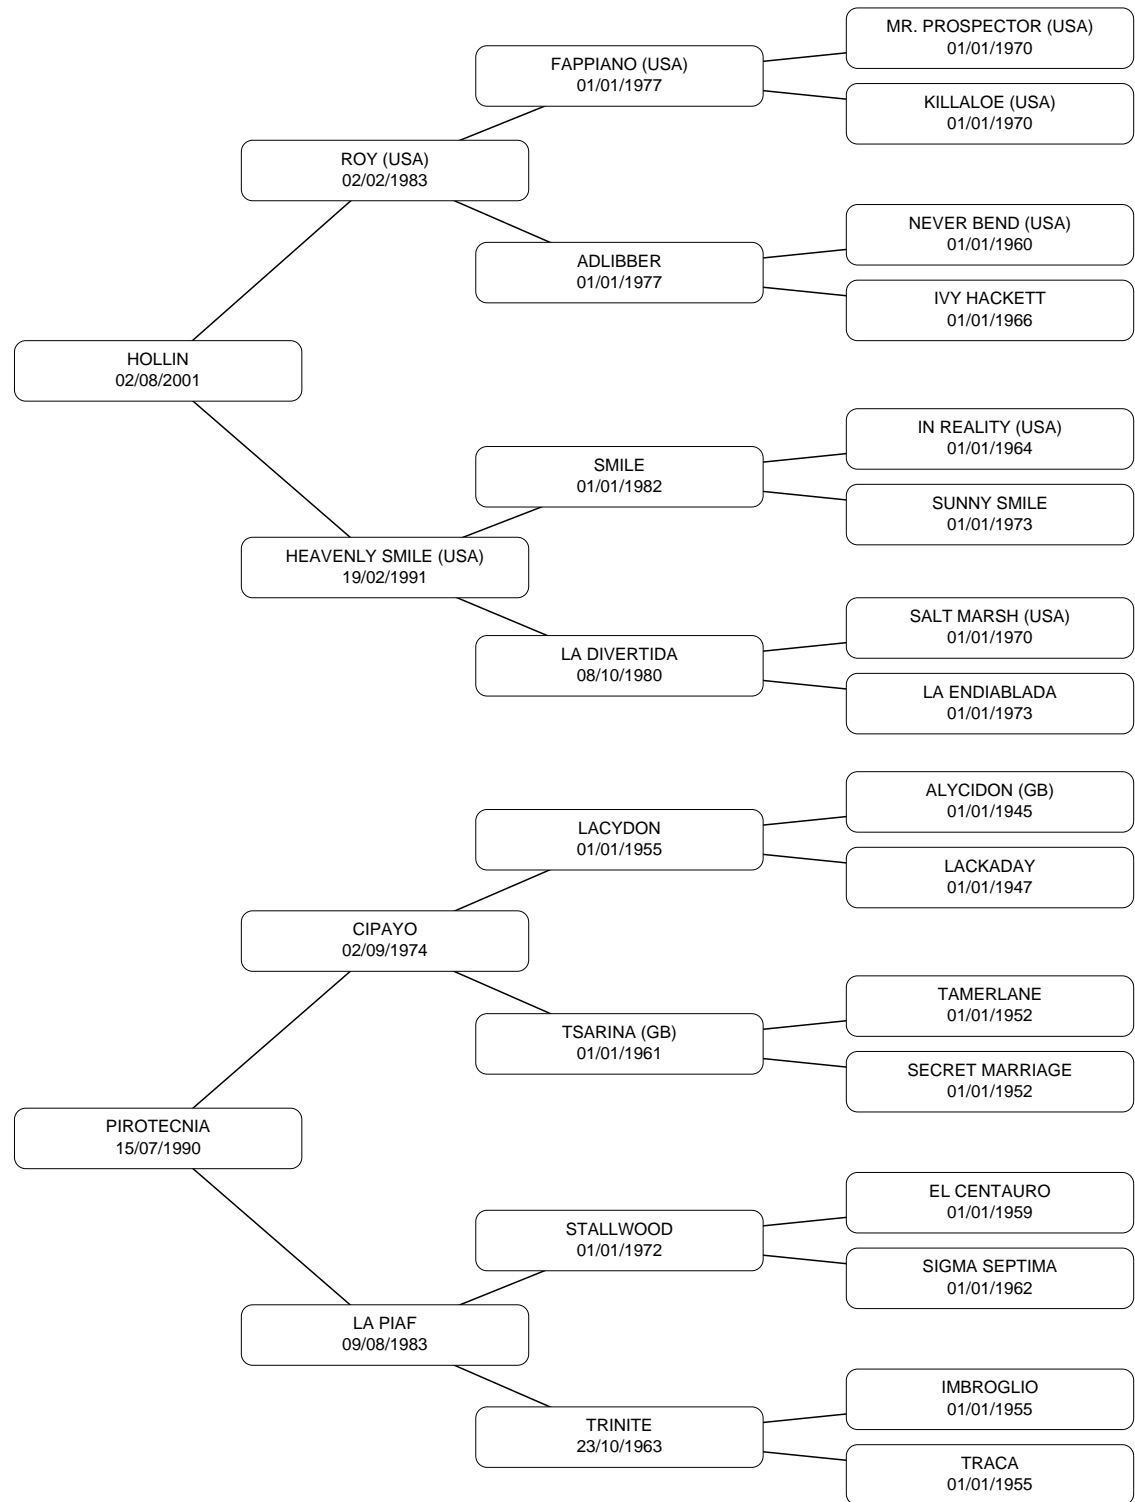 MR. PROSPECTOR (USA)
01/01/1970
FAPPIANO (USA)
01/01/1977
KILLALOE (USA)
01/01/1970
ROY (USA)
02/02/1983
NEVER BEND (USA)
01/01/1960
ADLIBBER
01/01/1977
IVY HACKETT
01/01/1966
HOLLIN
02/08/2001
IN REALITY (USA)
01/01/1964
SMILE
01/01/1982
SUNNY SMILE
01/01/1973
HEAVENLY SMILE (USA)
19/02/1991
SALT MARSH (USA)
01/01/1970
LA DIVERTIDA
08/10/1980
LA ENDIABLADA
01/01/1973
ALYCIDON (GB)
01/01/1945
LACYDON
01/01/1955
LACKADAY
01/01/1947
CIPAYO
02/09/1974
TAMERLANE
01/01/1952
TSARINA (GB)
01/01/1961
SECRET MARRIAGE
01/01/1952
PIROTECNIA
15/07/1990
EL CENTAURO
01/01/1959
STALLWOOD
01/01/1972
SIGMA SEPTIMA
01/01/1962
LA PIAF
09/08/1983
IMBROGLIO
01/01/1955
TRINITE
23/10/1963
TRACA
01/01/1955